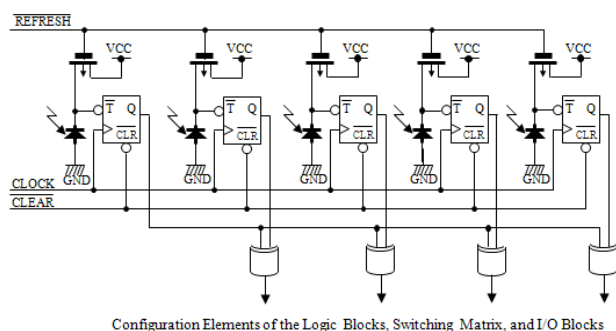 REFRESH
VCC VCC VCC VCC VCC
T Q T Q T Q T Q T Q
CLR CLR CLR CLR CLR
GND GND GND GND GND
CLOCK
CLEAR
Configuration Elements of the Logic Blocks, Switching Matrix, and I/O Blocks